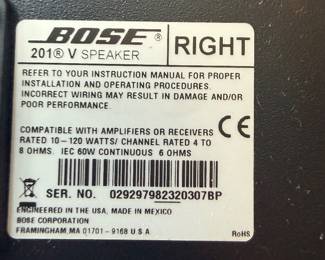 BOSE®
201® V SPEAKER
RIGHT
REFER TO YOUR INSTRUCTION MANUAL FOR PROPER
INSTALLATION AND OPERATING PROCEDURES.
INCORRECT WIRING MAY RESULT IN DAMAGE AND/OR
POOR PERFORMANCE.
COMPATIBLE WITH AMPLIFIERS OR RECEIVERS
RATED 10 - 120 WATTS/ CHANNEL RATED 4 TO
8 OHMS. IEC 60W CONTINUOUS 6 OHMS
CE
SER. NO. 029297982320307BP
ENGINEERED IN THE USA, MADE IN MEXICO
BOSE CORPORATION
FRAMINGHAM, MA 01701 - 9168 U S A
RoHS